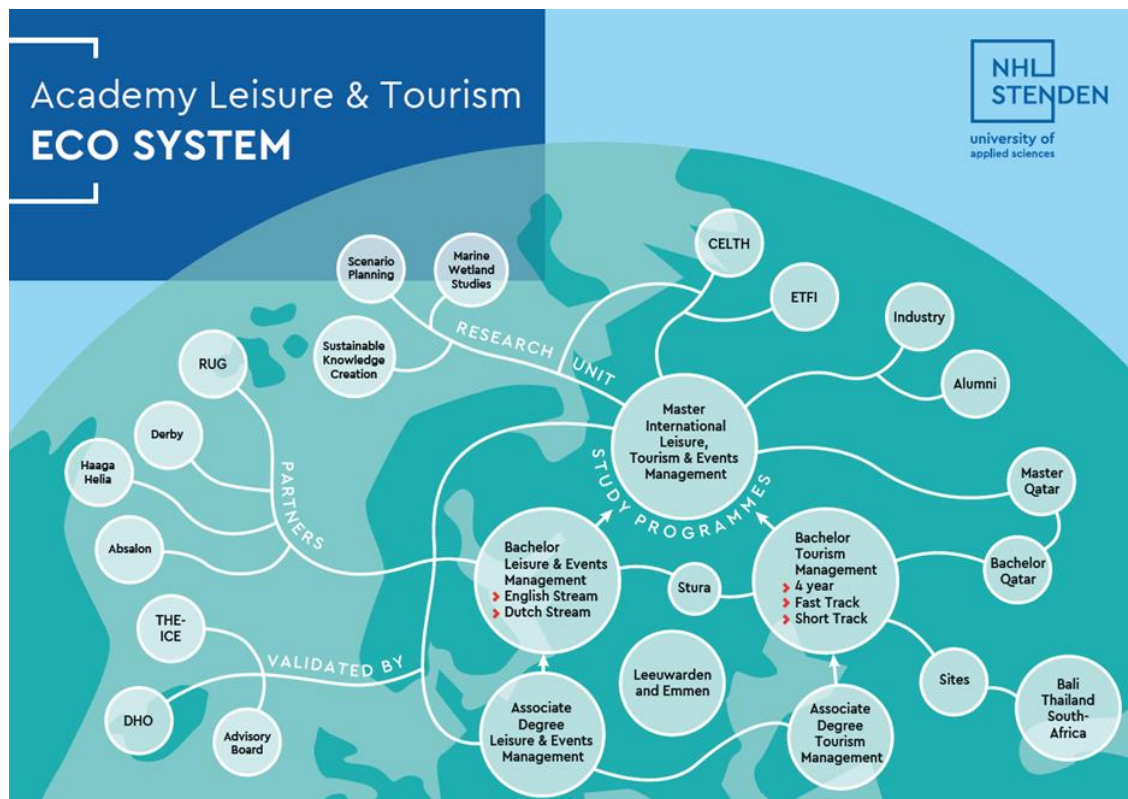 Academy Leisure & Tourism
ECO SYSTEM
NHL
STENDEN
university of
applied sciences
Scenario
Planning
Marine
Wetland
Studies
Sustainable
Knowledge
Creation
RESEARCH UNIT
CELTH
ETFI
Industry
Alumni
RUG
Derby
Haaga
Helia
Absalon
PARTNERS
Master
International
Leisure,
Tourism & Events
Management
STUDY PROGRAMMES
Master
Qatar
Bachelor
Qatar
Bachelor
Leisure & Events
Management
English Stream
Dutch Stream
Stura
Bachelor
Tourism
Management
4 year
Fast Track
Short Track
THE-
ICE
VALIDATED BY
DHO
Advisory
Board
Leeuwarden
and Emmen
Associate
Degree
Leisure & Events
Management
Associate
Degree
Tourism
Management
Sites
Bali
Thailand
South-
Africa